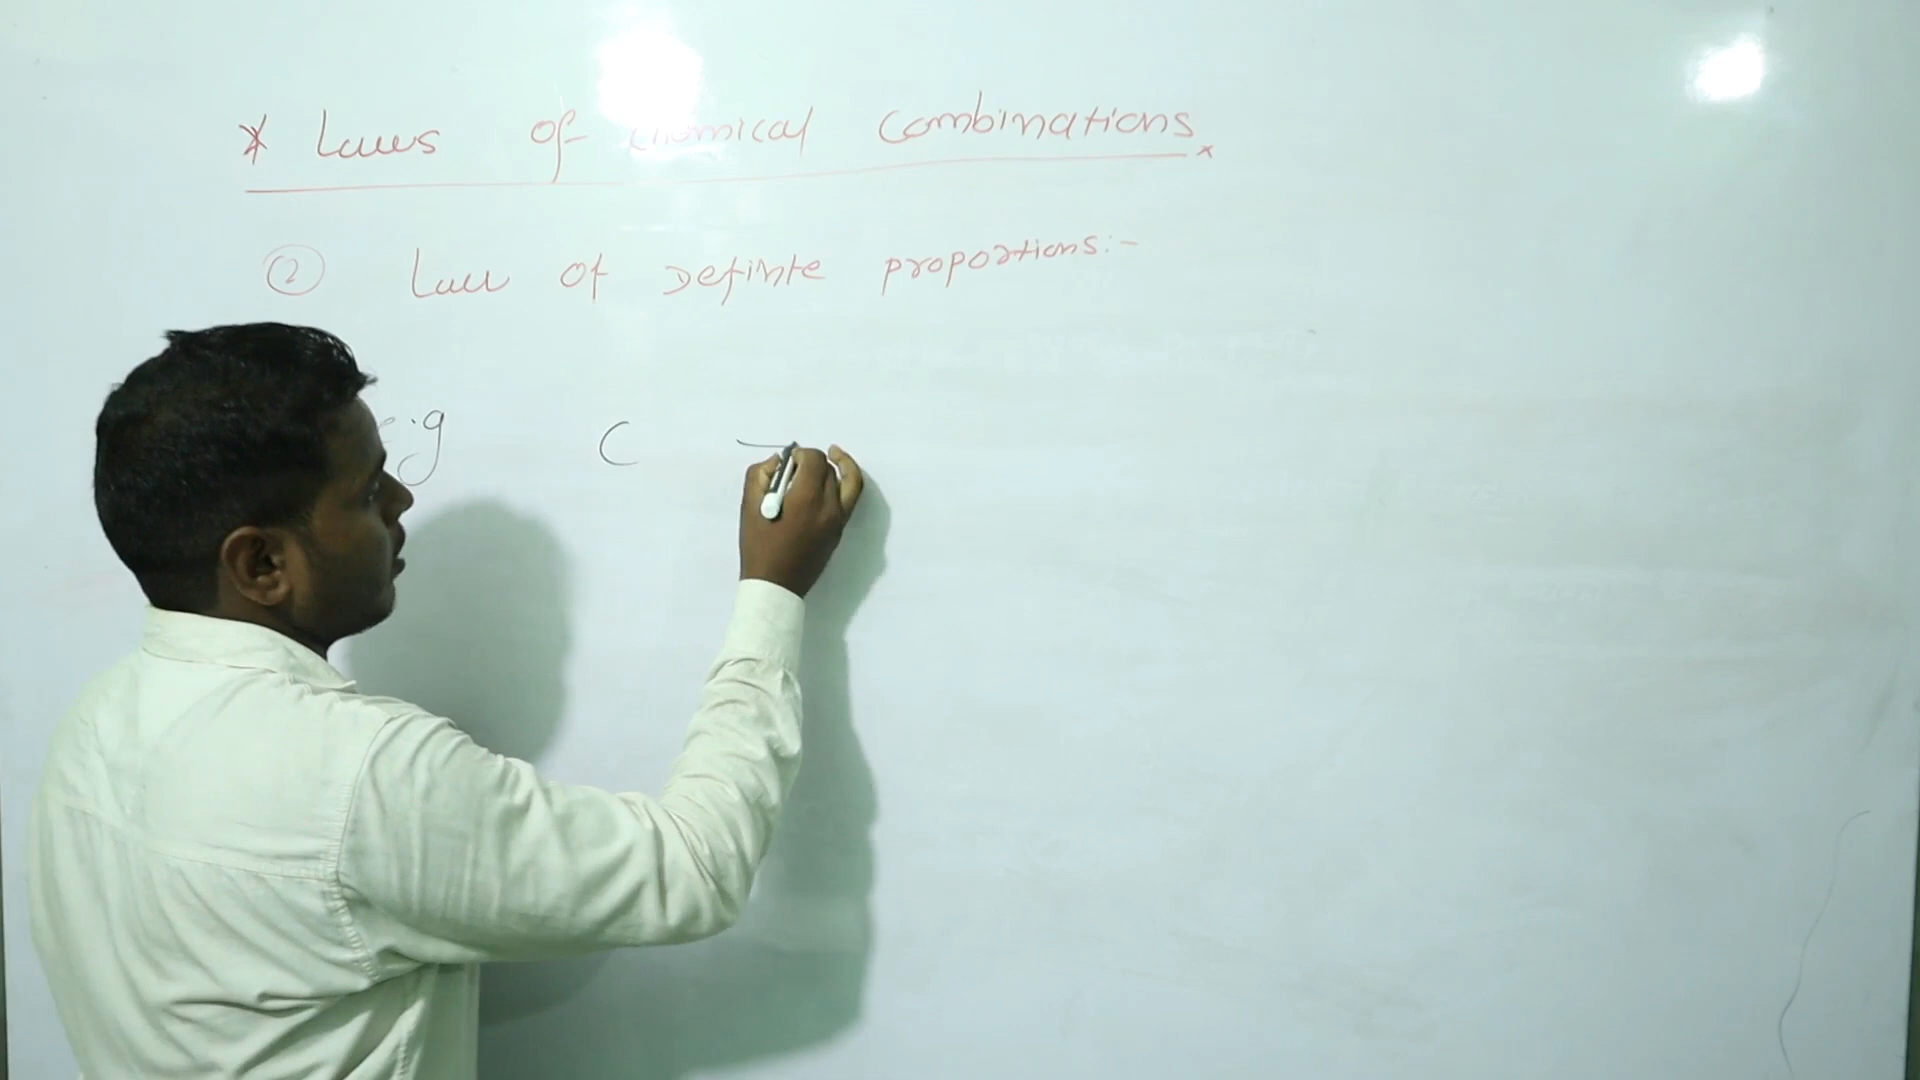 * Laws of chemical combinations
② Law of Definite proportions:-
e.g C